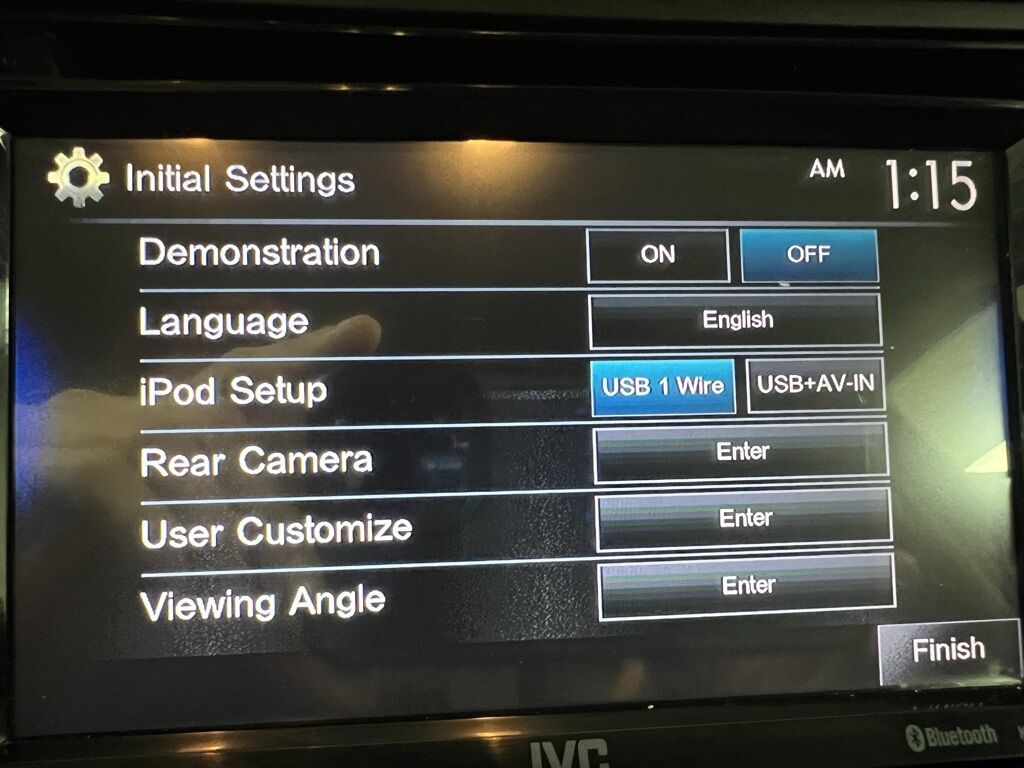 Initial Settings AM 1:15
Demonstration ON OFF
Language English
iPod Setup USB 1 Wire USB+AV-IN
Rear Camera Enter
User Customize Enter
Viewing Angle Enter
Finish
JVC Bluetooth